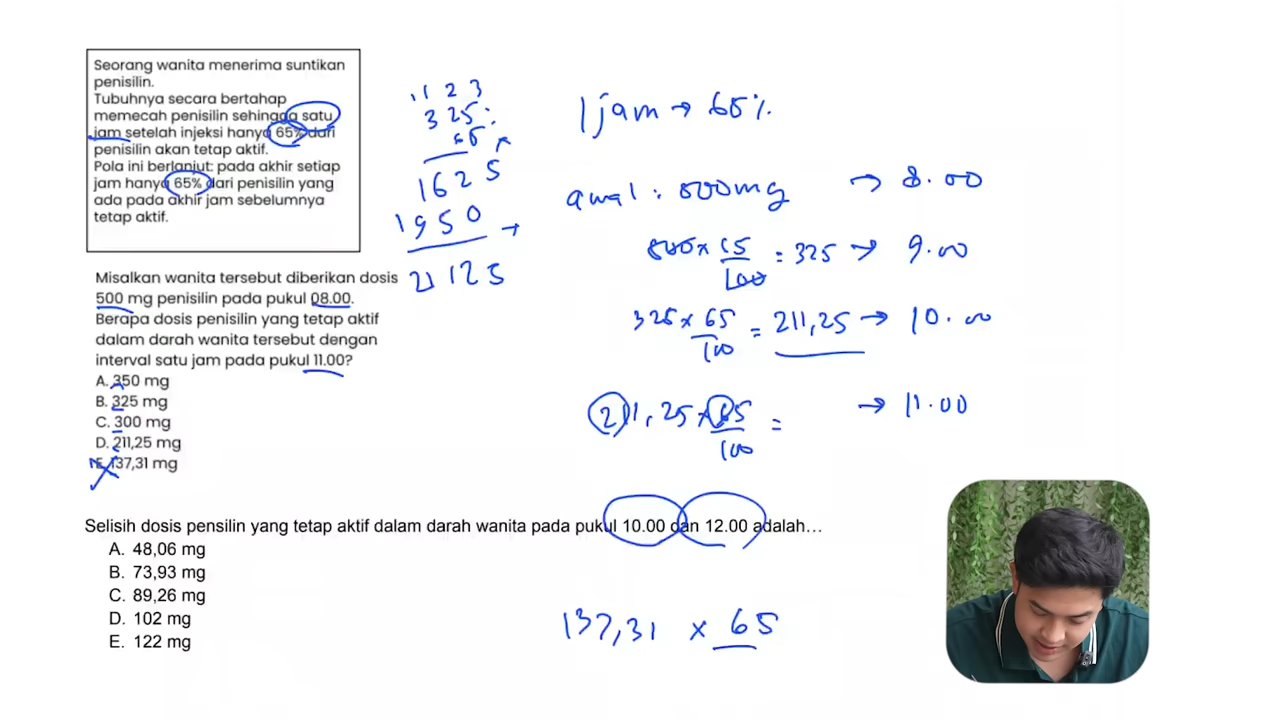 Seorang wanita menerima suntikan
penisilin.
Tubuhnya secara bertahap
memecah penisilin sehingga satu
jam setelah injeksi hanya 65% dari
penisilin akan tetap aktif.
Pola ini berlanjut: pada akhir setiap
jam hanya 65% dari penisilin yang
ada pada akhir jam sebelumnya
tetap aktif.
Misalkan wanita tersebut diberikan dosis
500 mg penisilin pada pukul 08.00.
Berapa dosis penisilin yang tetap aktif
dalam darah wanita tersebut dengan
interval satu jam pada pukul 11.00?
A. 350 mg
B. 325 mg
C. 300 mg
D. 211,25 mg
E. 137,31 mg
1 2 3
325
65 ×
1625
1950 +
21125
1 jam → 65%
awal : 500mg → 8.00
500 × 65
100
= 325 → 9.00
325 × 65
100
= 211,25 → 10.00
211,25 × 65
100
= → 11.00
Selisih dosis pensilin yang tetap aktif dalam darah wanita pada pukul 10.00 dan 12.00 adalah…
A. 48,06 mg
B. 73,93 mg
C. 89,26 mg
D. 102 mg
E. 122 mg
137,31 × 65